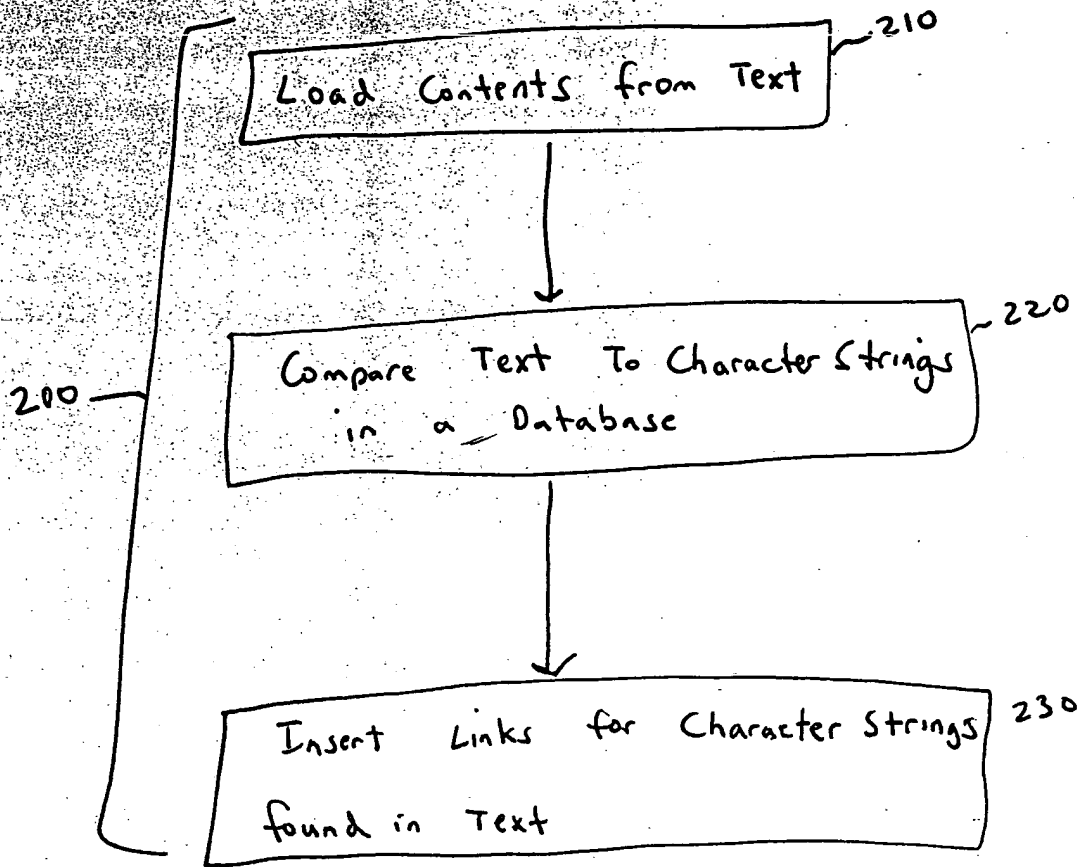 210
Load Contents from Text
220
Compare Text To Character Strings
in a Database
200
230
Insert Links for Character Strings
found in Text